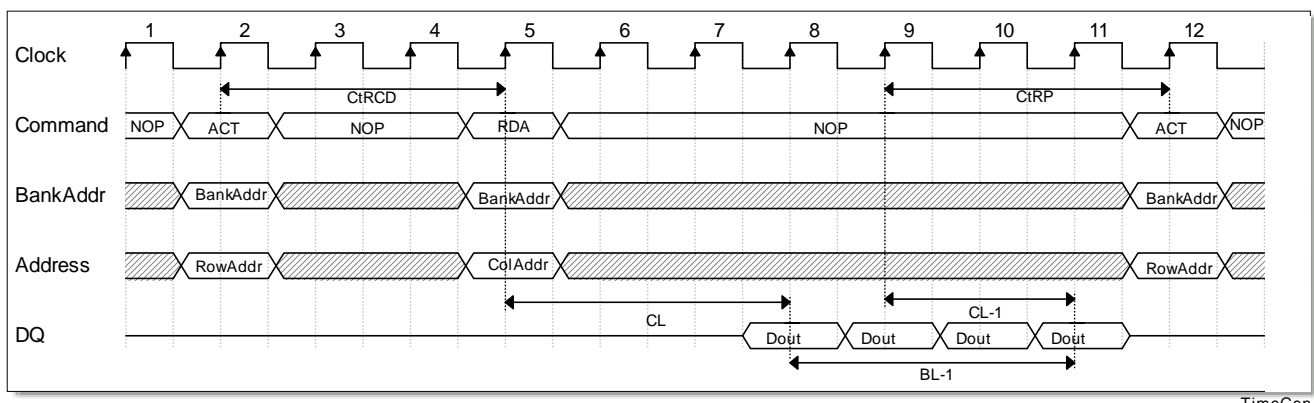 1 2 3 4 5 6 7 8 9 10 11 12
Clock
CtRCD CtRP
Command NOP ACT NOP RDA NOP ACT NOP
BankAddr BankAddr BankAddr BankAddr
Address RowAddr ColAddr RowAddr
CL CL-1
DQ Dout Dout Dout Dout
BL-1